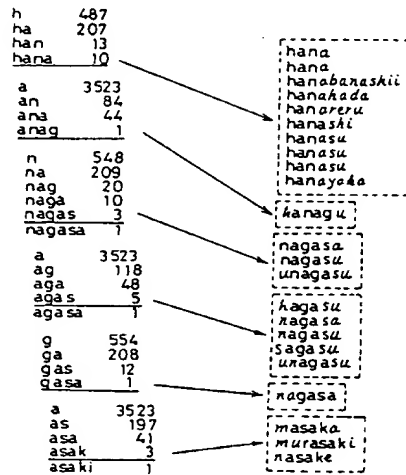 h 487
ha 207
han 13
hana 10
a 3523
an 84
ana 44
anag 1
n 548
na 209
nag 20
naga 10
nagas 3
nagasa 1
a 3523
ag 118
aga 48
agas 5
agasa 1
g 554
ga 208
gas 12
gasa 1
a 3523
as 197
asa 41
asak 3
asaki 1
hana
hana
hanabanashii
hanahada
hanareru
hanashi
hanasu
hanasu
hanasu
hanayaka
kanagu
nagasa
nagasu
unagasu
hagasu
nagasa
nagasu
sagasu
unagasu
nagasa
masaka
murasaki
nasake